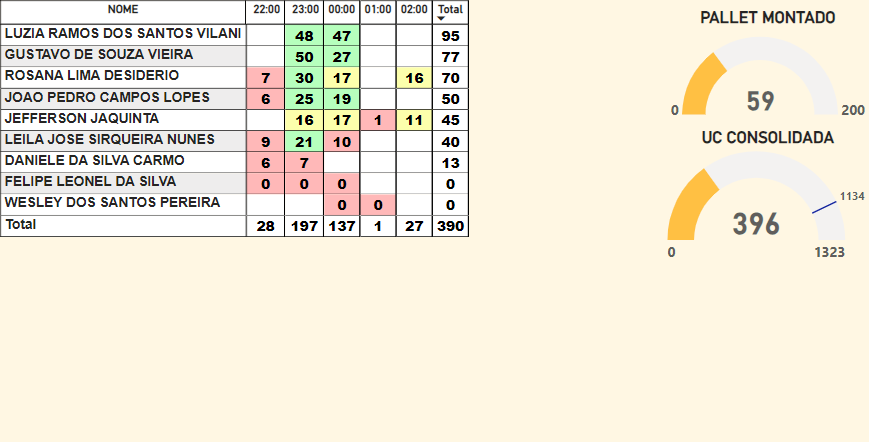 NOME 22:00 23:00 00:00 01:00 02:00 Total
LUZIA RAMOS DOS SANTOS VILANI 48 47 95
GUSTAVO DE SOUZA VIEIRA 50 27 77
ROSANA LIMA DESIDERIO 7 30 17 16 70
JOAO PEDRO CAMPOS LOPES 6 25 19 50
JEFFERSON JAQUINTA 16 17 1 11 45
LEILA JOSE SIRQUEIRA NUNES 9 21 10 40
DANIELE DA SILVA CARMO 6 7 13
FELIPE LEONEL DA SILVA 0 0 0 0
WESLEY DOS SANTOS PEREIRA 0 0 0
Total 28 197 137 1 27 390
PALLET MONTADO
59
0 200
UC CONSOLIDADA
1134
396
0 1323